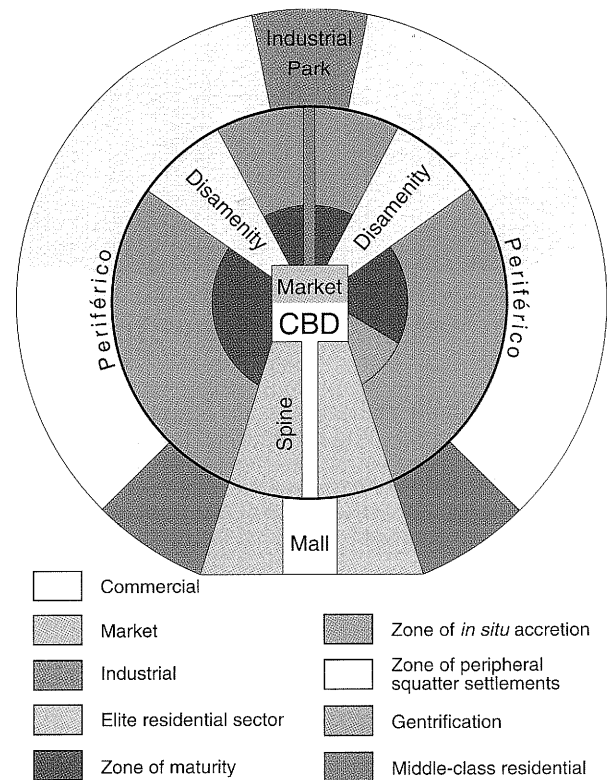 Industrial
Park
Disamenity
Disamenity
Periférico
Periférico
Market
CBD
Spine
Mall
Commercial
Market
Industrial
Elite residential sector
Zone of maturity
Zone of in situ accretion
Zone of peripheral
squatter settlements
Gentrification
Middle-class residential